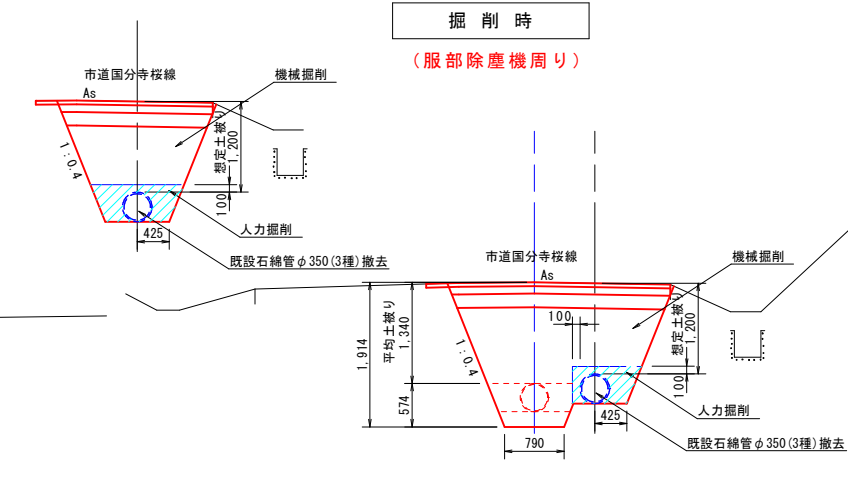 掘削時
(服部除塵機周り)
市道国分寺桜線
As
機械掘削
1:0.4
想定土被り
1,200
100
人力掘削
425
既設石綿管φ350(3種)撤去
市道国分寺桜線
As
機械掘削
100
平均土被り
1,340
1,914
574
1:0.4
想定土被り
1,200
100
人力掘削
425
790
既設石綿管φ350(3種)撤去